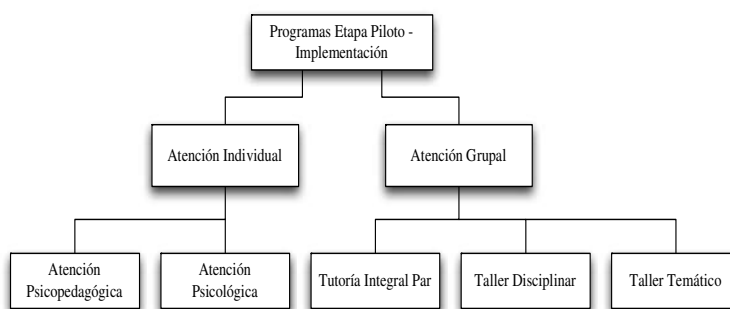 Programas Etapa Piloto -
Implementación
Atención Individual
Atención Grupal
Atención
Psicopedagógica
Atención
Psicológica
Tutoría Integral Par
Taller Disciplinar
Taller Temático